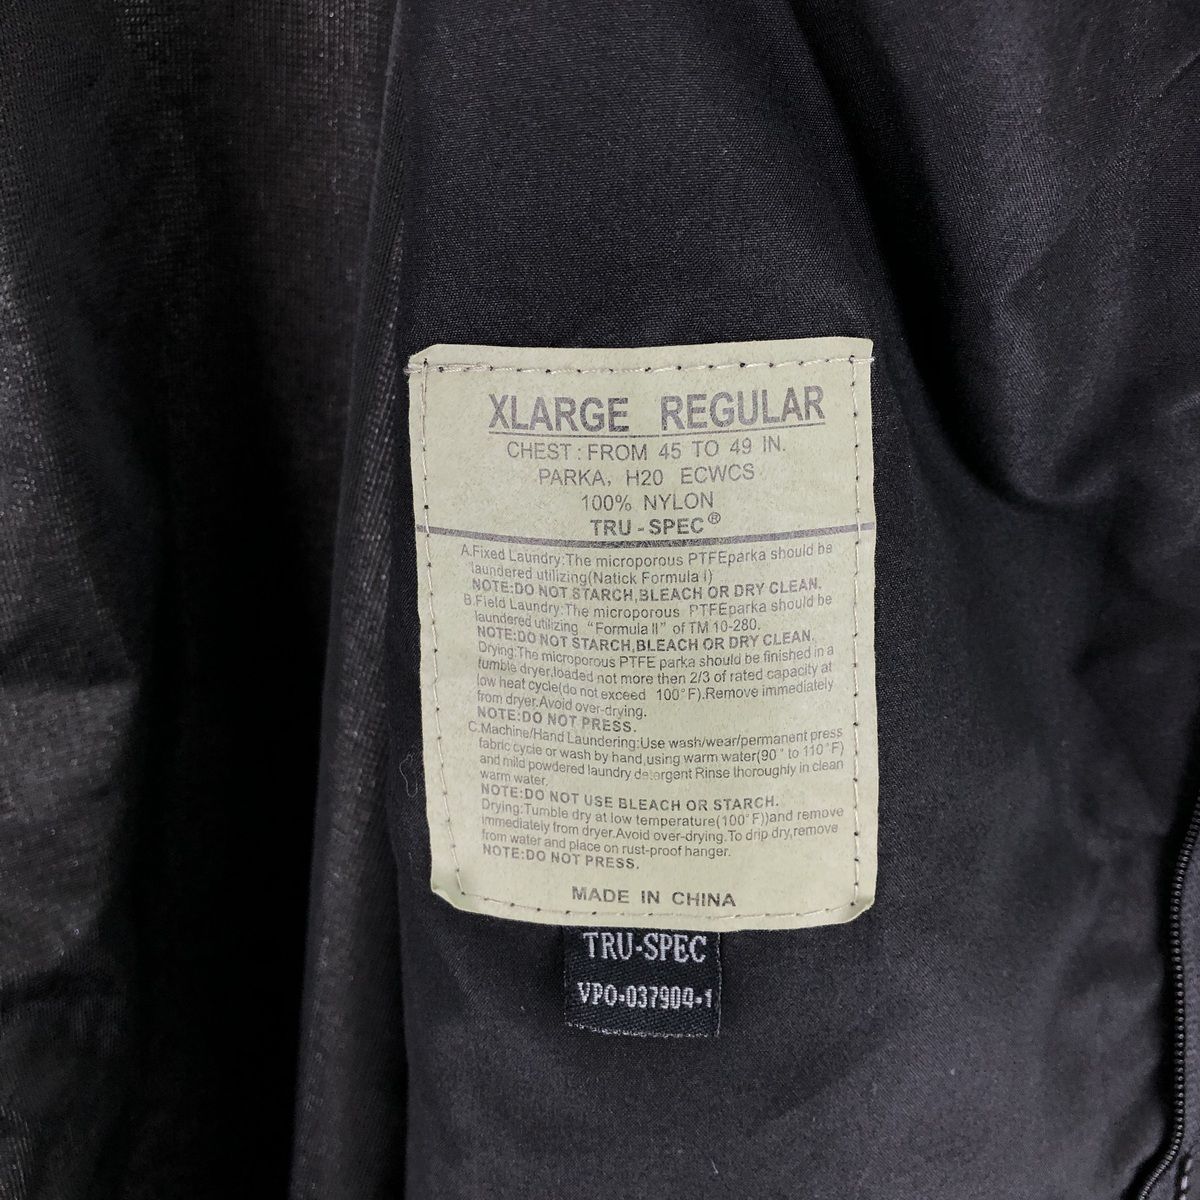 XLARGE REGULAR
CHEST : FROM 45 TO 49 IN.
PARKA, H20 ECWCS
100% NYLON
TRU - SPEC®
A.Fixed Laundry:The microporous PTFEparka should be
laundered utilizing(Natick Formula I)
NOTE:DO NOT STARCH,BLEACH OR DRY CLEAN.
B.Field Laundry:The microporous PTFEparka should be
laundered utilizing "Formula II" of TM 10-280.
NOTE:DO NOT STARCH,BLEACH OR DRY CLEAN.
Drying:The microporous PTFE parka should be finished in a
tumble dryer,loaded not more then 2/3 of rated capacity at
low heat cycle(do not exceed 100°F).Remove immediately
from dryer.Avoid over-drying.
NOTE:DO NOT PRESS.
C.Machine/Hand Laundering:Use wash/wear/permanent press
fabric cycle or wash by hand,using warm water(90° to 110°F)
and mild powdered laundry detergent Rinse thoroughly in clean
warm water.
NOTE:DO NOT USE BLEACH OR STARCH.
Drying:Tumble dry at low temperature(100°F))and remove
immediately from dryer.Avoid over-drying.To drip dry,remove
from water and place on rust-proof hanger.
NOTE:DO NOT PRESS.
MADE IN CHINA
TRU-SPEC
VPO-037904-1